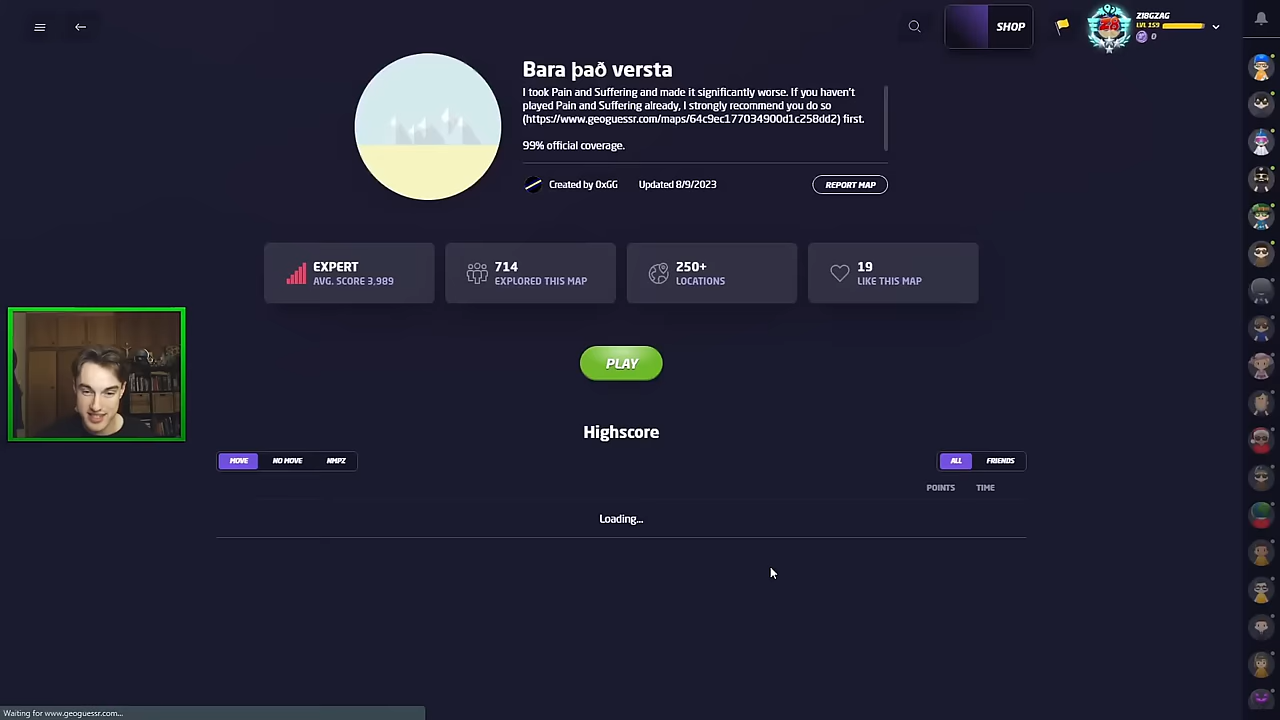 SHOP
ZI8GZAG
LVL 159
0
Bara það versta
I took Pain and Suffering and made it significantly worse. If you haven't
played Pain and Suffering already, I strongly recommend you do so
(https://www.geoguessr.com/maps/64c9ec177034900d1c258dd2) first.
99% official coverage.
Created by 0xGG
Updated 8/9/2023
REPORT MAP
EXPERT
AVG. SCORE 3,989
714
EXPLORED THIS MAP
250+
LOCATIONS
19
LIKE THIS MAP
PLAY
Highscore
MOVE
NO MOVE
NMPZ
ALL
FRIENDS
POINTS
TIME
Loading...
Waiting for www.geoguessr.com...